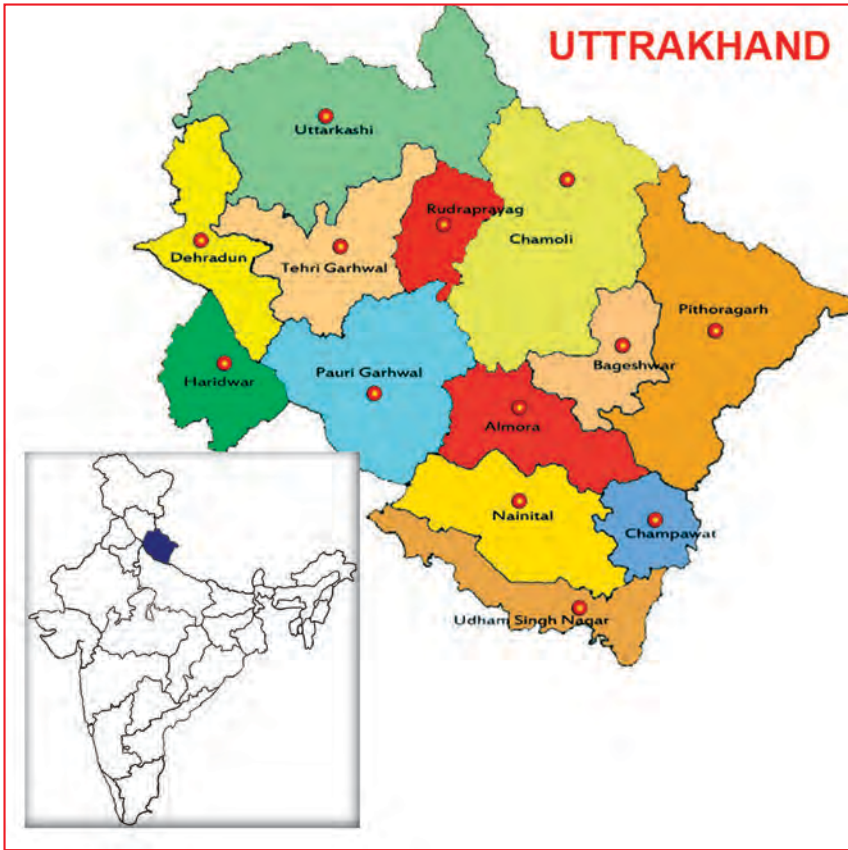 UTTRAKHAND
Uttarkashi
Rudraprayag
Chamoli
Dehradun
Tehri Garhwal
Pithoragarh
Haridwar
Pauri Garhwal
Bageshwar
Almora
Nainital
Champawat
Udham Singh Nagar